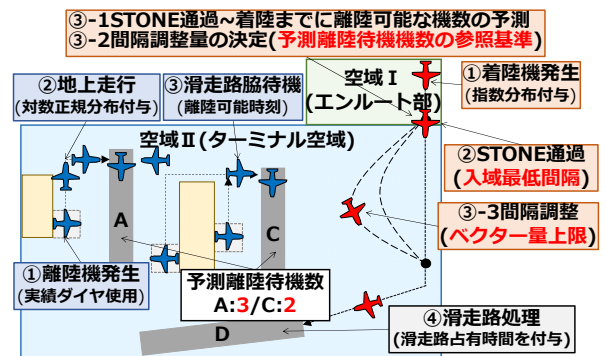 ③-1STONE通過~着陸までに離陸可能な機数の予測
③-2間隔調整量の決定(予測離陸待機機数の参照基準)
②地上走行
(対数正規分布付与)
③滑走路脇待機
(離陸可能時刻)
空域Ⅰ
(エンルート部)
①着陸機発生
(指数分布付与)
空域Ⅱ(ターミナル空域)
②STONE通過
(入域最低間隔)
A
C
③-3間隔調整
(ベクター量上限)
①離陸機発生
(実績ダイヤ使用)
予測離陸待機数
A:3/C:2
D
④滑走路処理
(滑走路占有時間を付与)